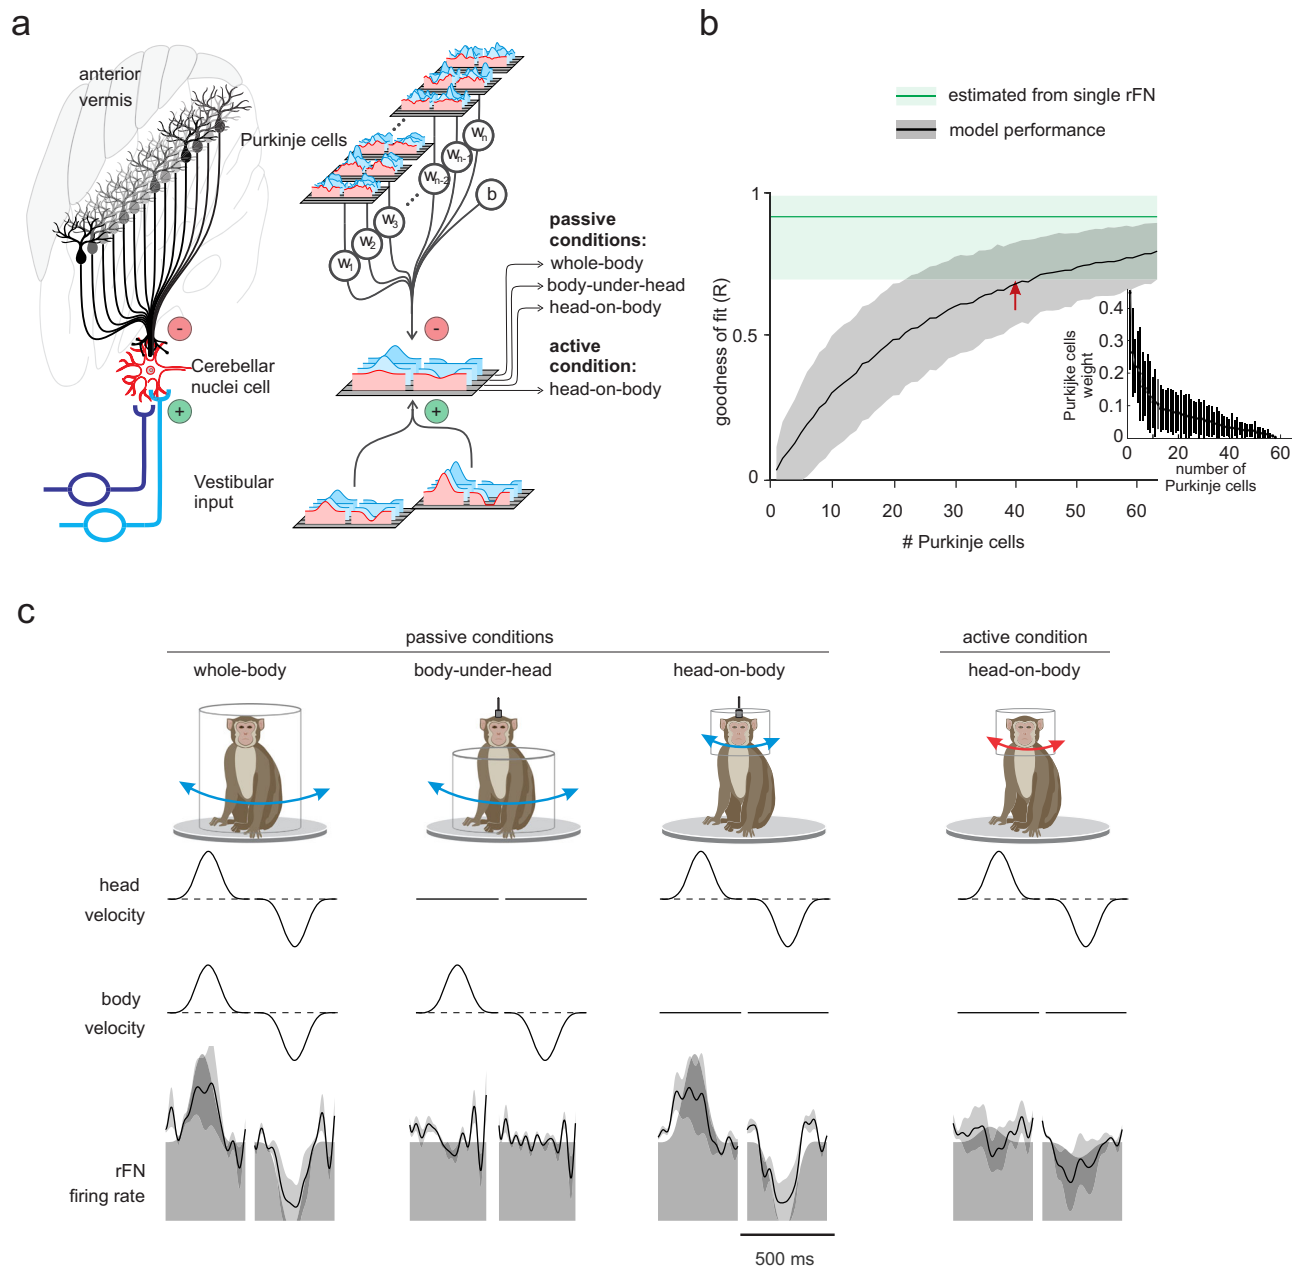 a
anterior
vermis
Purkinje cells
Wn
Wn-1
Wn-2
b
W3
W2
W1
passive
conditions:
whole-body
body-under-head
head-on-body
active
condition:
head-on-body
-
-
Cerebellar
nuclei cell
+
+
Vestibular
input
b
estimated from single rFN
model performance
1
0.5
0
goodness of fit (R)
0 10 20 30 40 50 60
# Purkinje cells
0.4
0.3
0.2
0.1
0
Purkijke cells
weight
0 20 40 60
number of
Purkinje cells
c
passive conditions
active condition
whole-body
body-under-head
head-on-body
head-on-body
head
velocity
body
velocity
rFN
firing rate
500 ms